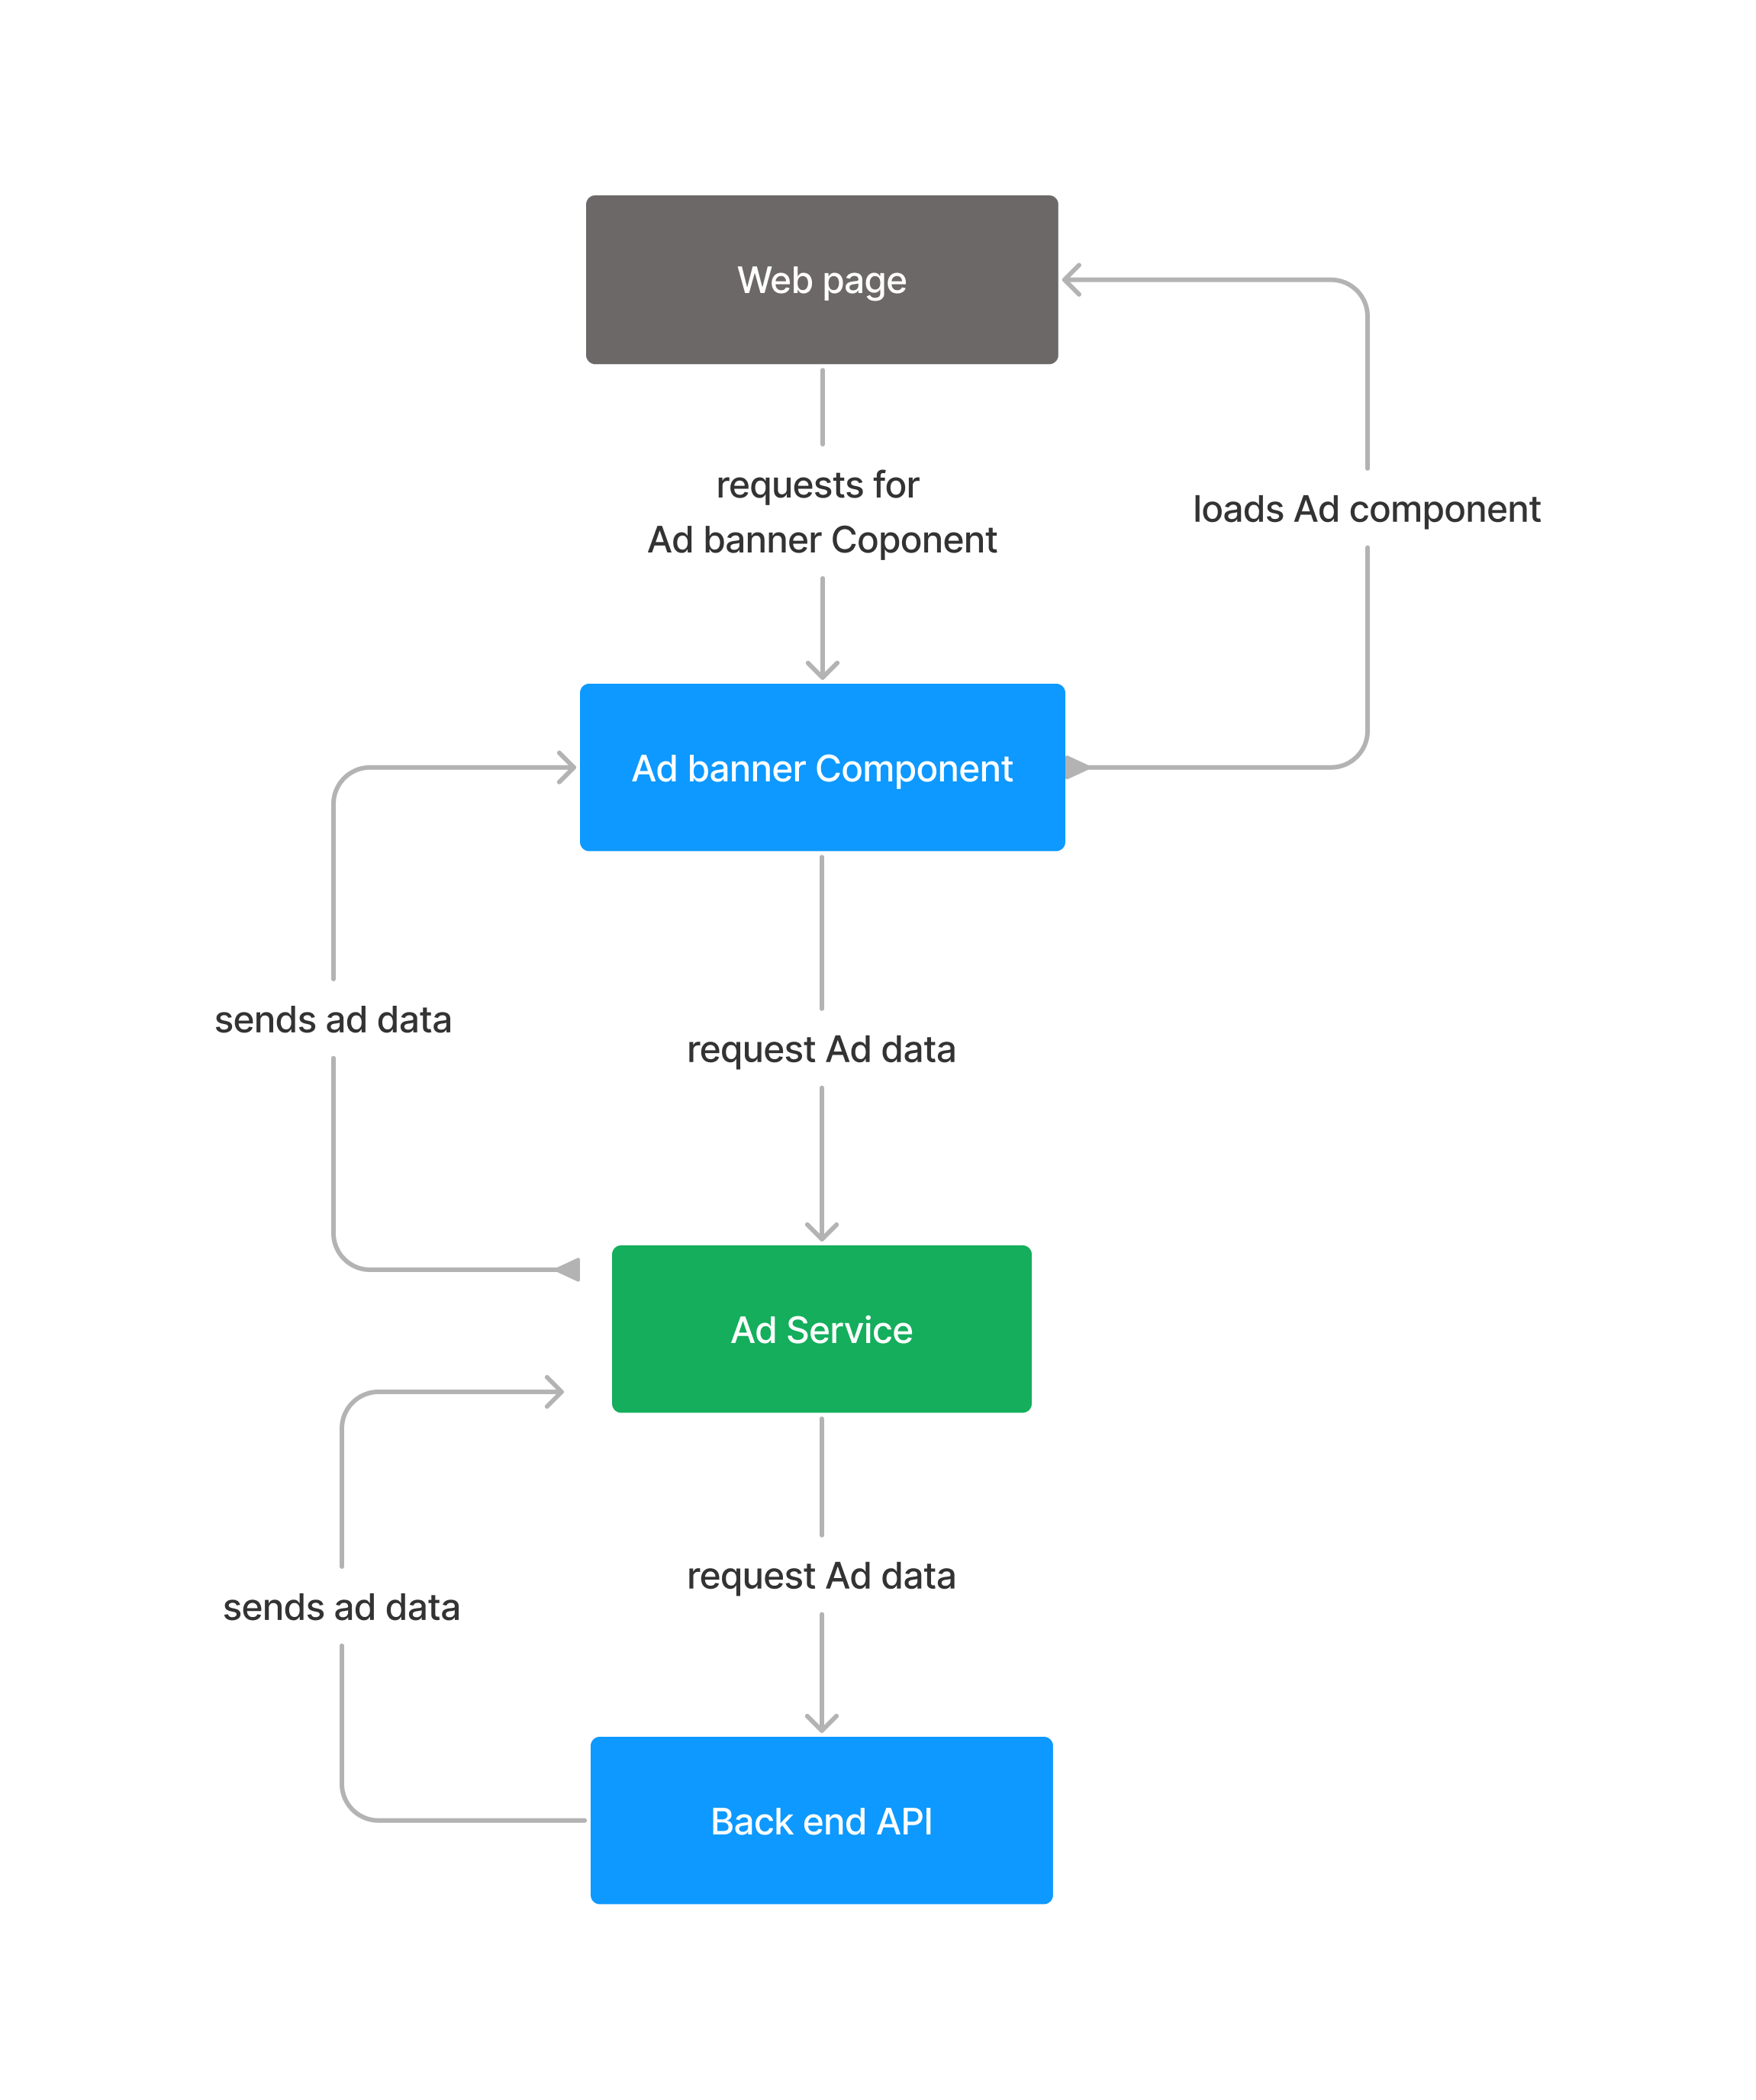 Web page
requests for
Ad banner Coponent
loads Ad component
Ad banner Component
sends ad data
request Ad data
Ad Service
request Ad data
sends ad data
Back end API